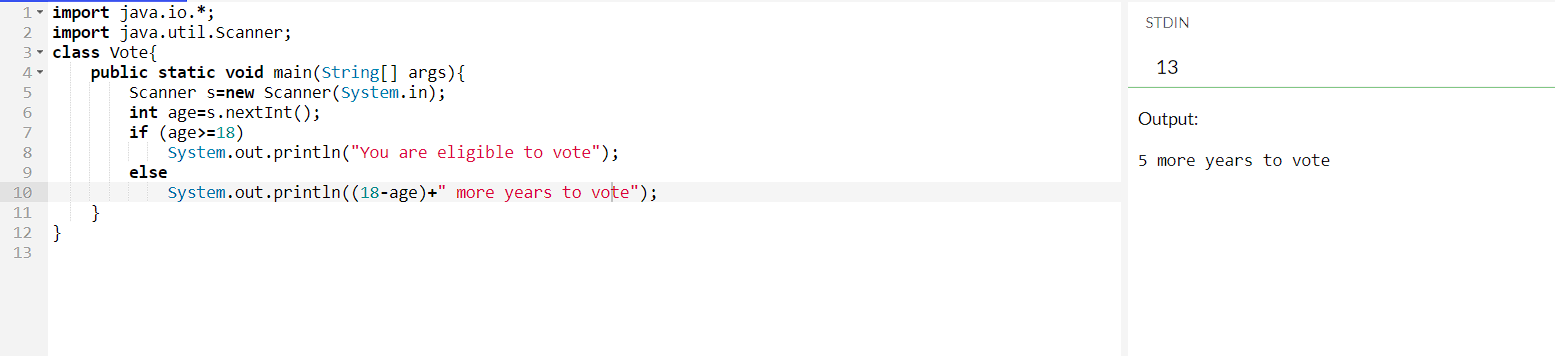 1 import java.io.*;
2 import java.util.Scanner;
3 class Vote{
4     public static void main(String[] args){
5         Scanner s=new Scanner(System.in);
6         int age=s.nextInt();
7         if (age>=18)
8             System.out.println("You are eligible to vote");
9         else
10             System.out.println((18-age)+" more years to vote");
11     }
12 }
13
STDIN
13
Output:
5 more years to vote